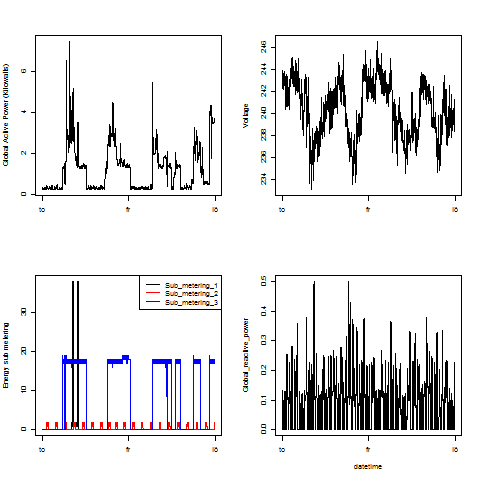 Global Active Power (Kilowatts)
0 2 4 6
to fr lö
Voltage
234 236 238 240 242 244 246
to fr lö
Energy sub metering
0 10 20 30
Sub_metering_1
Sub_metering_2
Sub_metering_3
to fr lö
Global_reactive_power
0.0 0.1 0.2 0.3 0.4 0.5
to fr lö
datetime